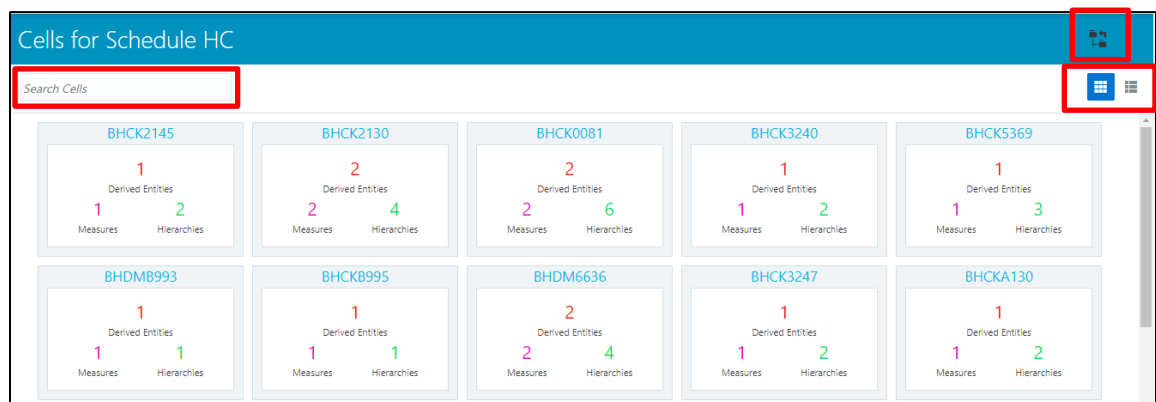 Cells for Schedule HC
Search Cells
BHCK2145 BHCK2130 BHCK0081 BHCK3240 BHCK5369
1 2 2 1 1
Derived Entities Derived Entities Derived Entities Derived Entities Derived Entities
1 2 2 4 2 6 1 2 1 3
Measures Hierarchies Measures Hierarchies Measures Hierarchies Measures Hierarchies Measures Hierarchies
BHDMB993 BHCKB995 BHDM6636 BHCK3247 BHCKA130
1 1 2 1 1
Derived Entities Derived Entities Derived Entities Derived Entities Derived Entities
1 1 1 1 2 4 1 2 1 2
Measures Hierarchies Measures Hierarchies Measures Hierarchies Measures Hierarchies Measures Hierarchies